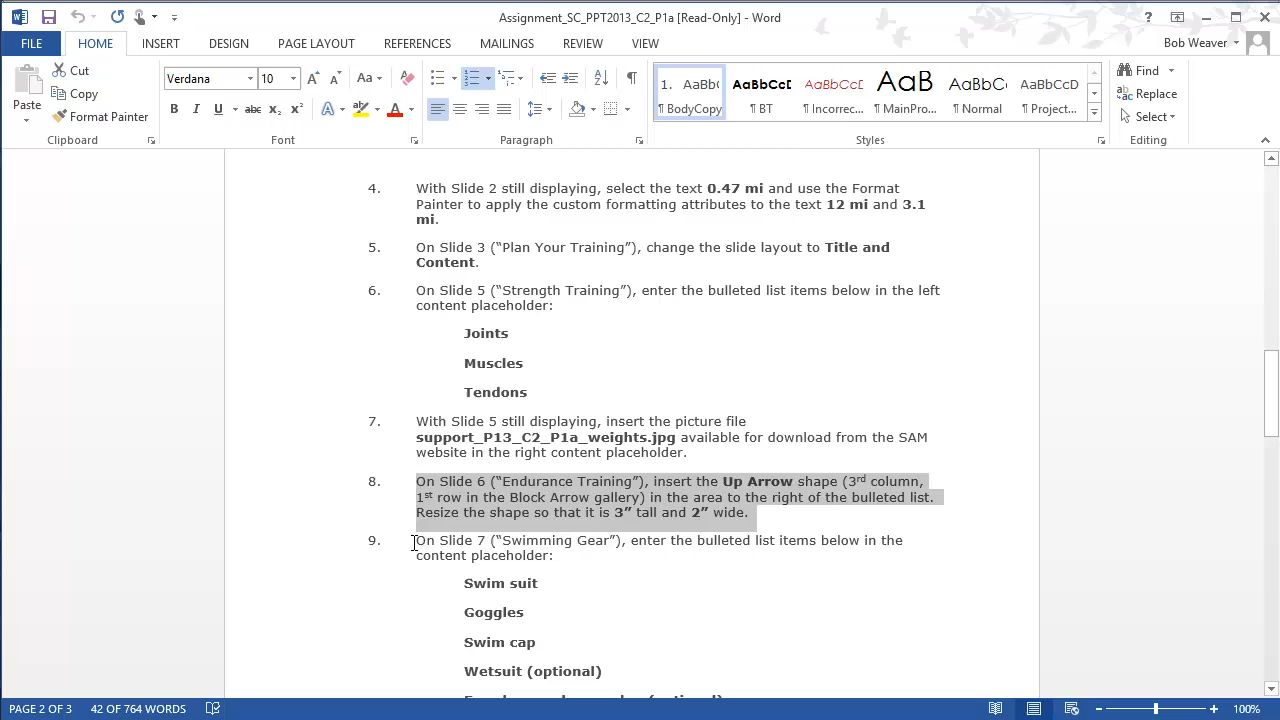 Assignment_SC_PPT2013_C2_P1a [Read-Only] - Word
FILE HOME INSERT DESIGN PAGE LAYOUT REFERENCES MAILINGS REVIEW VIEW Bob Weaver
Paste
Cut
Copy
Format Painter
Clipboard
Verdana 10 Aa
B I U abc x₂ x² A ab A
Font
Paragraph
1. AaBb( AaBbCcD AaBbCcD AaB AaBbC AaBbCcD
¶ BodyCopy ¶ BT ¶ Incorrec... ¶ MainPro... ¶ Normal ¶ Project...
Styles
Find
Replace
Select
Editing
4. With Slide 2 still displaying, select the text 0.47 mi and use the Format
Painter to apply the custom formatting attributes to the text 12 mi and 3.1
mi.
5. On Slide 3 (“Plan Your Training”), change the slide layout to Title and
Content.
6. On Slide 5 (“Strength Training”), enter the bulleted list items below in the left
content placeholder:
Joints
Muscles
Tendons
7. With Slide 5 still displaying, insert the picture file
support_P13_C2_P1a_weights.jpg available for download from the SAM
website in the right content placeholder.
8. On Slide 6 (“Endurance Training”), insert the Up Arrow shape (3rd column,
1st row in the Block Arrow gallery) in the area to the right of the bulleted list.
Resize the shape so that it is 3” tall and 2” wide.
9. On Slide 7 (“Swimming Gear”), enter the bulleted list items below in the
content placeholder:
Swim suit
Goggles
Swim cap
Wetsuit (optional)
PAGE 2 OF 3 42 OF 764 WORDS 100%